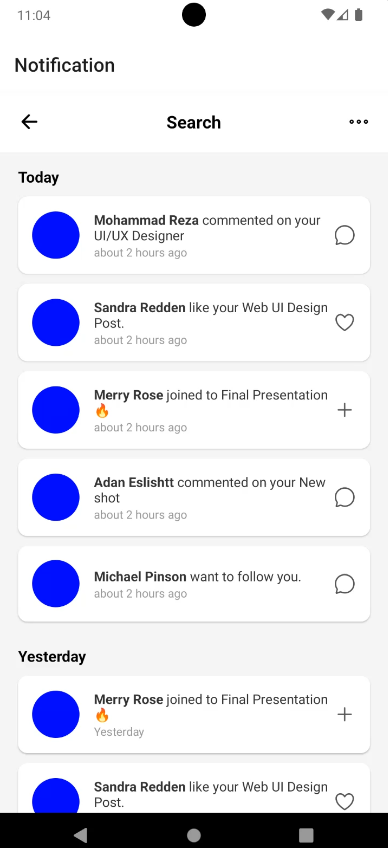 11:04
Notification
Search
Today
Mohammad Reza commented on your
UI/UX Designer
about 2 hours ago
Sandra Redden like your Web UI Design
Post.
about 2 hours ago
Merry Rose joined to Final Presentation
🔥
about 2 hours ago
Adan Eslishtt commented on your New
shot
about 2 hours ago
Michael Pinson want to follow you.
about 2 hours ago
Yesterday
Merry Rose joined to Final Presentation
🔥
Yesterday
Sandra Redden like your Web UI Design
Post.